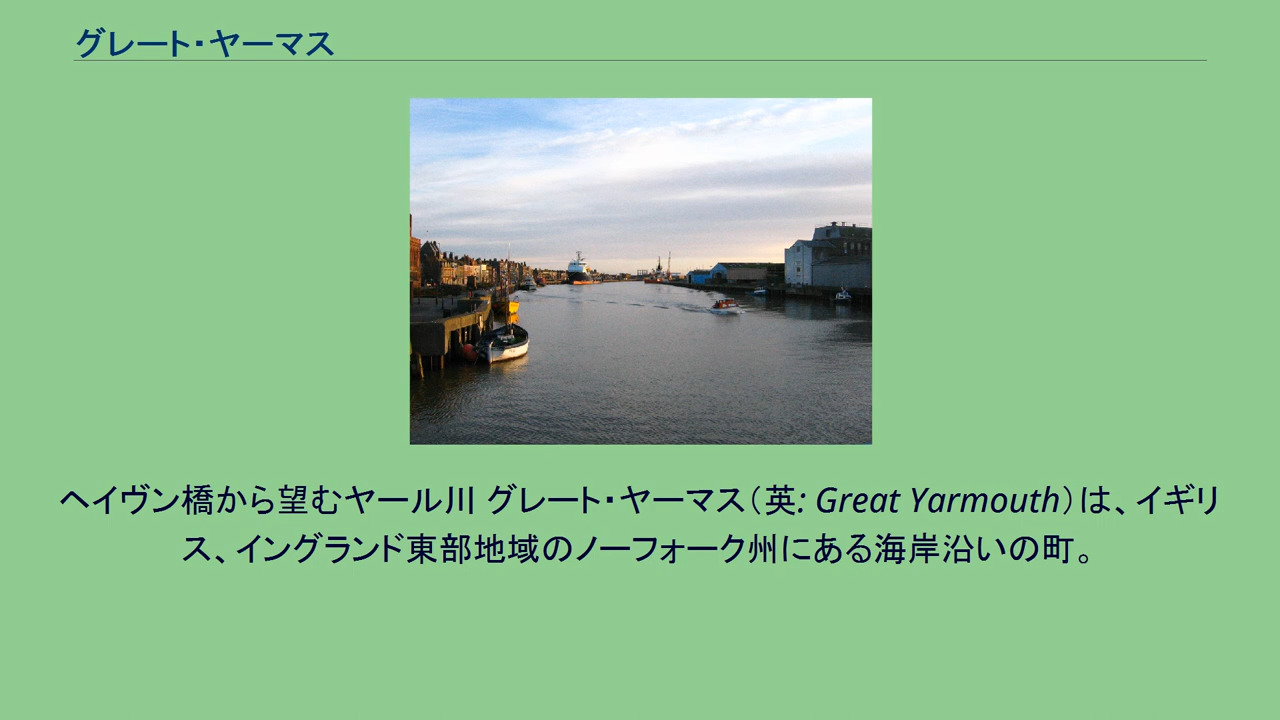 グレート・ヤーマス
ヘイヴン橋から望むヤール川 グレート・ヤーマス（英: Great Yarmouth）は、イギリ
ス、イングランド東部地域のノーフォーク州にある海岸沿いの町。